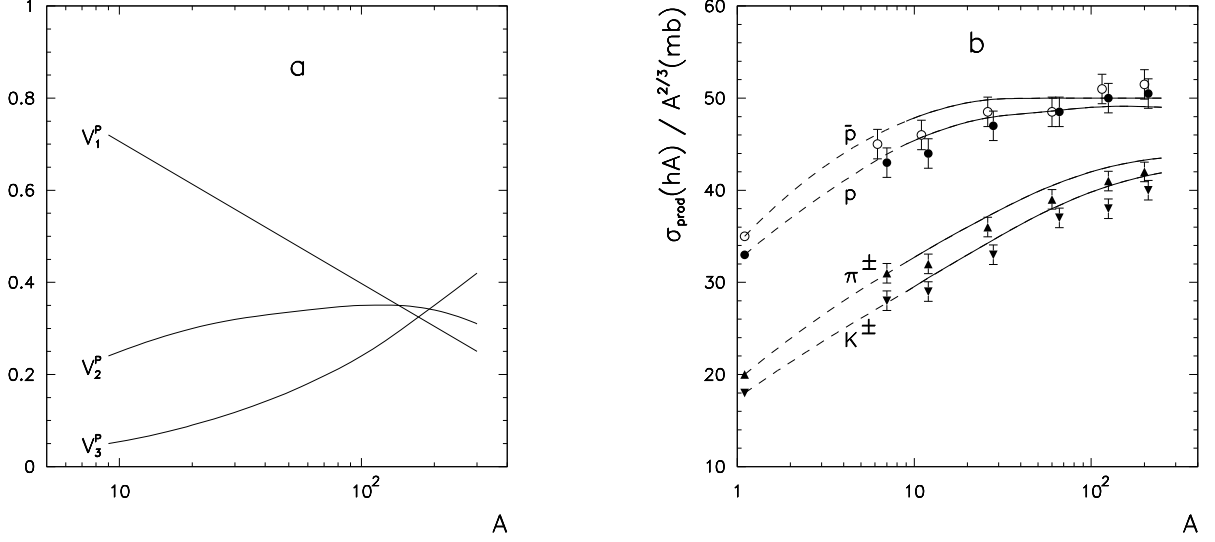 1
0.8
0.6
0.4
0.2
0
10
10²
A
a
V₁ᴾ
V₂ᴾ
V₃ᴾ
σprod(hA) / A^2/3(mb)
60
50
40
30
20
10
1
10
10²
A
b
p̄
p
π±
K±